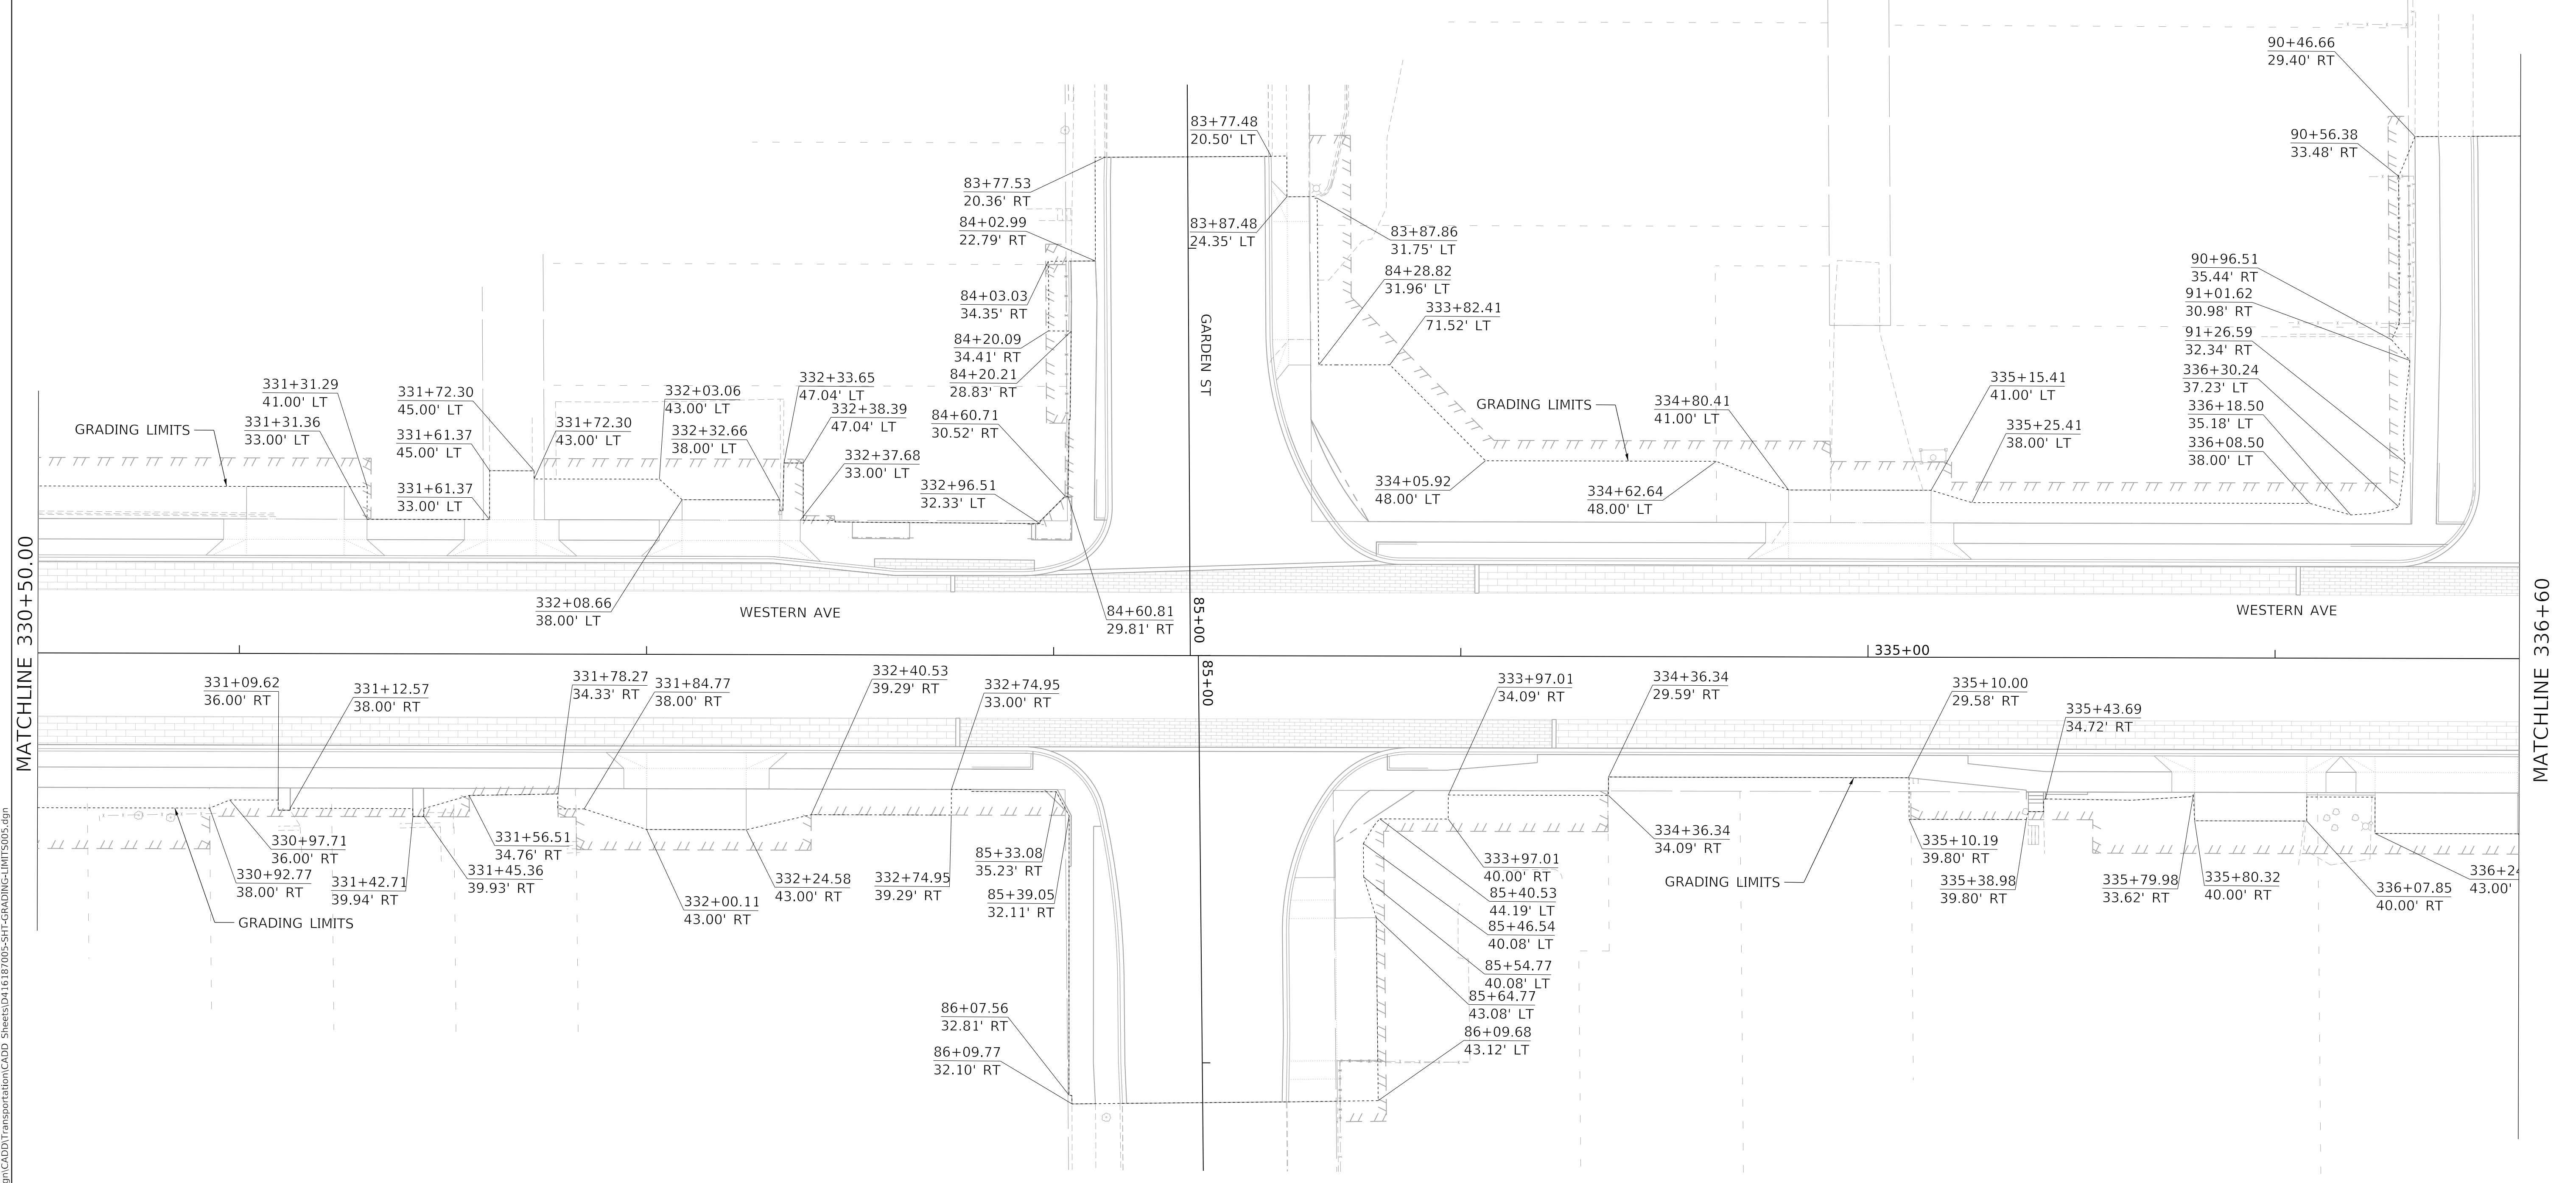 90+46.66
29.40' RT
83+77.48
20.50' LT
90+56.38
33.48' RT
83+77.53
20.36' RT
84+02.99
22.79' RT
83+87.48
24.35' LT
83+87.86
31.75' LT
84+28.82
31.96' LT
333+82.41
71.52' LT
90+96.51
35.44' RT
91+01.62
30.98' RT
91+26.59
32.34' RT
336+30.24
37.23' LT
336+18.50
35.18' LT
336+08.50
38.00' LT
84+03.03
34.35' RT
84+20.09
34.41' RT
84+20.21
28.83' RT
84+60.71
30.52' RT
GARDEN ST
331+31.29
41.00' LT
331+31.36
33.00' LT
GRADING LIMITS
331+72.30
45.00' LT
331+61.37
45.00' LT
331+61.37
33.00' LT
331+72.30
43.00' LT
332+03.06
43.00' LT
332+32.66
38.00' LT
332+33.65
47.04' LT
332+38.39
47.04' LT
332+37.68
33.00' LT
332+96.51
32.33' LT
GRADING LIMITS
334+80.41
41.00' LT
335+15.41
41.00' LT
335+25.41
38.00' LT
334+05.92
48.00' LT
334+62.64
48.00' LT
MATCHLINE 330+50.00
332+08.66
38.00' LT
WESTERN AVE
84+60.81
29.81' RT
85+00
WESTERN AVE
MATCHLINE 336+60
335+00
85+00
331+09.62
36.00' RT
331+12.57
38.00' RT
331+78.27
34.33' RT
331+84.77
38.00' RT
332+40.53
39.29' RT
332+74.95
33.00' RT
333+97.01
34.09' RT
334+36.34
29.59' RT
335+10.00
29.58' RT
335+43.69
34.72' RT
330+97.71
36.00' RT
330+92.77
38.00' RT
331+42.71
39.94' RT
331+45.36
39.93' RT
331+56.51
34.76' RT
GRADING LIMITS
332+00.11
43.00' RT
332+24.58
43.00' RT
332+74.95
39.29' RT
85+33.08
35.23' RT
85+39.05
32.11' RT
333+97.01
40.00' RT
85+40.53
44.19' LT
85+46.54
40.08' LT
85+54.77
40.08' LT
85+64.77
43.08' LT
86+09.68
43.12' LT
334+36.34
34.09' RT
GRADING LIMITS
335+10.19
39.80' RT
335+38.98
39.80' RT
335+79.98
33.62' RT
335+80.32
40.00' RT
336+07.85
40.00' RT
336+24
43.00'
86+07.56
32.81' RT
86+09.77
32.10' RT
gn\CADD\Transportation\CADD Sheets\D416187005-SHT-GRADING-LIMITS005.dgn